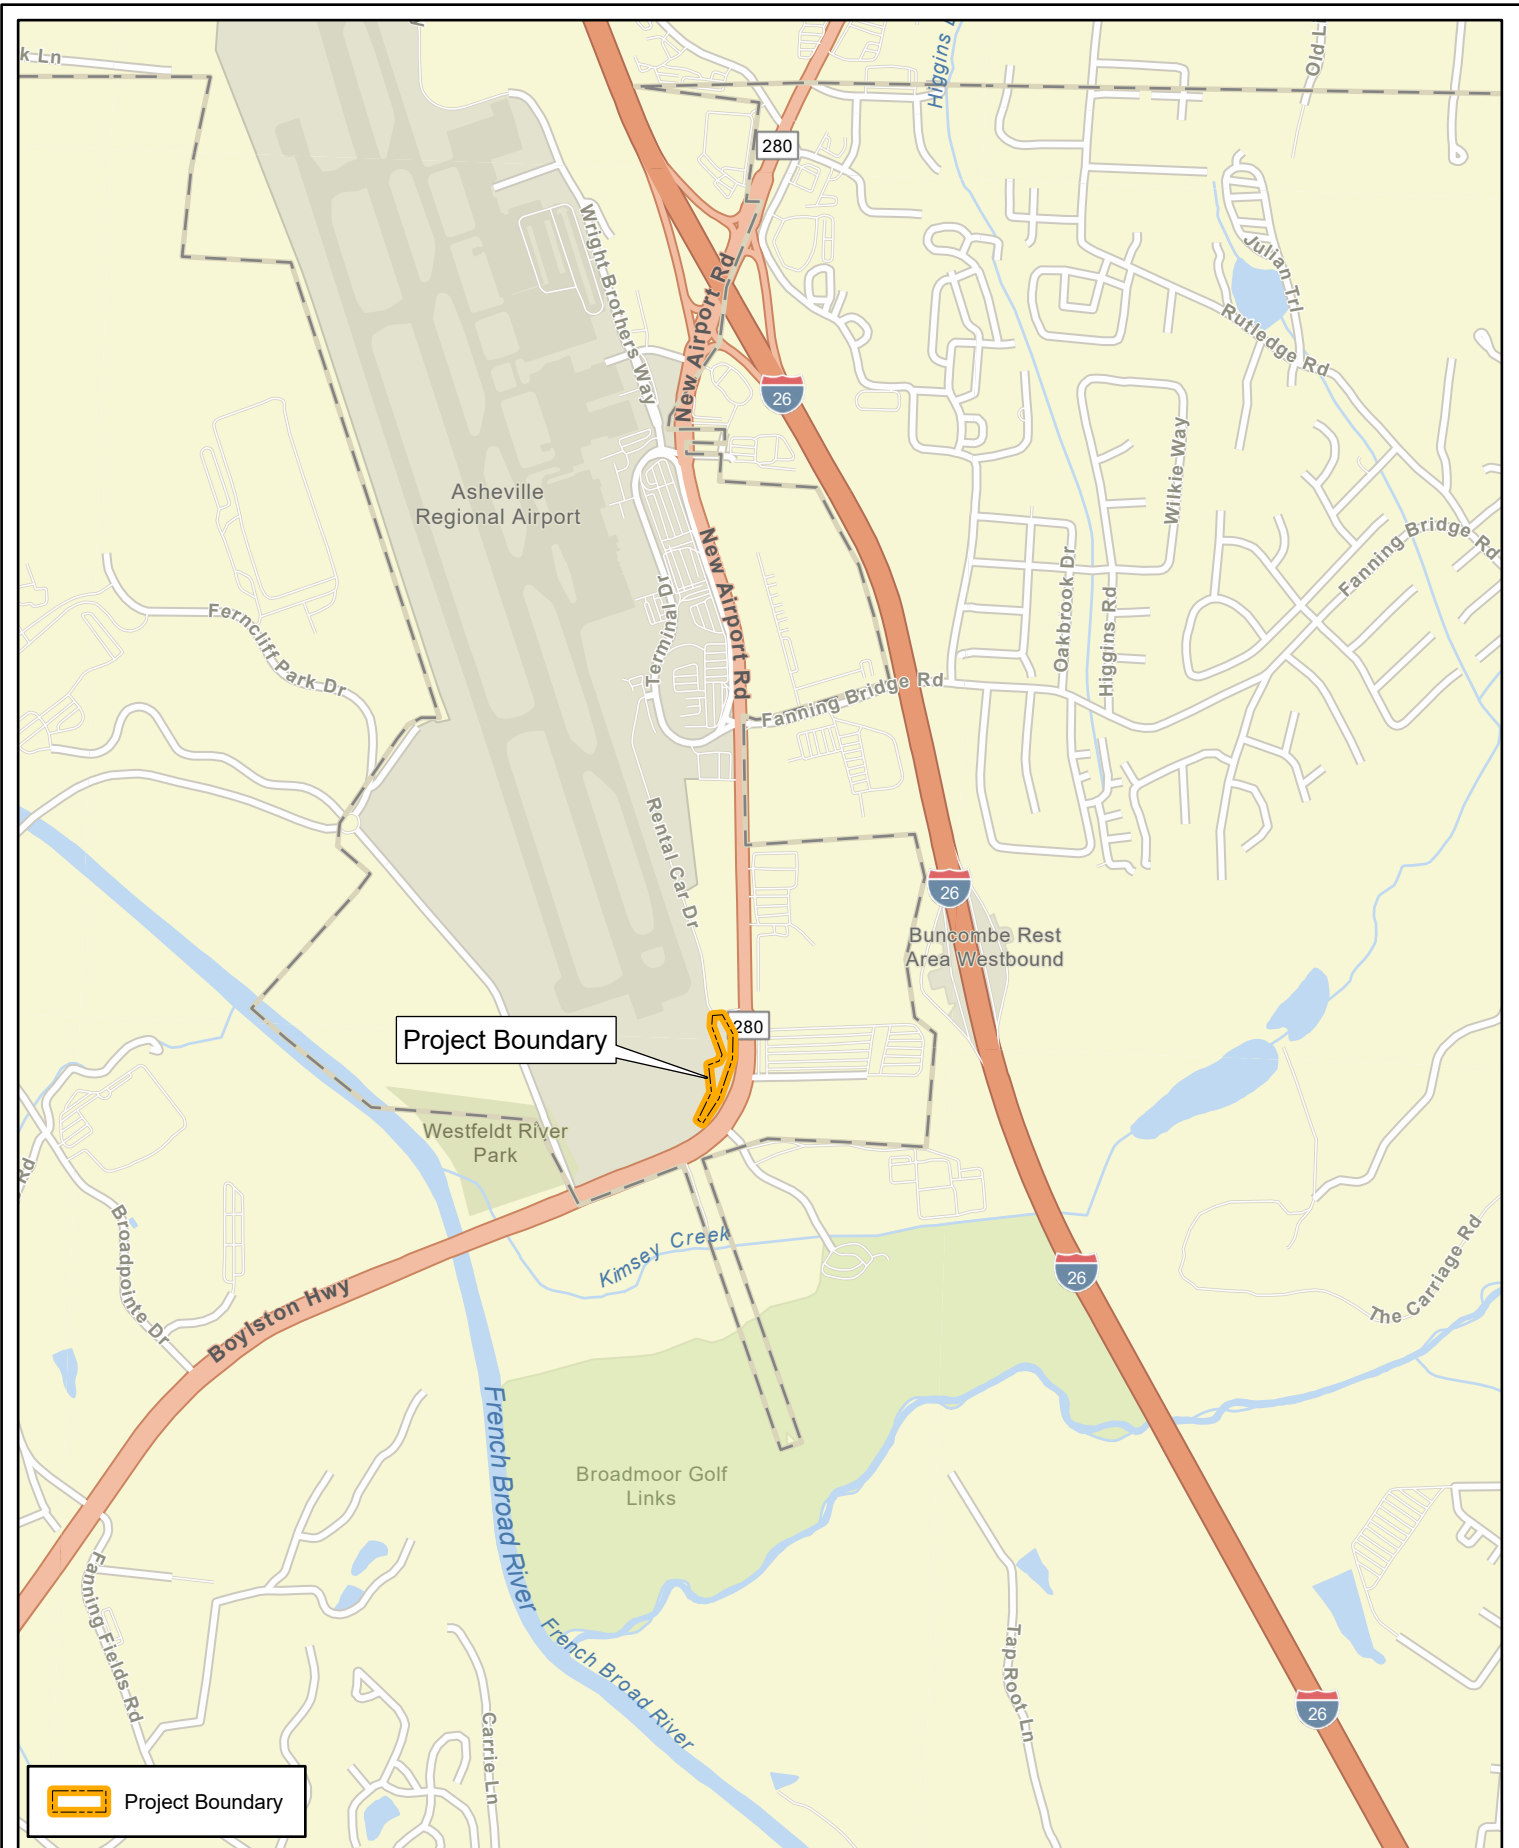 k Ln
Higgins
Old L
280
Wright Brothers Way
New Airport Rd
Julian Trl
Rutledge Rd
26
Wilkie Way
Asheville
Regional Airport
New Airport Rd
Fanning Bridge Rd
Oakbrook Dr
Higgins Rd
Terminal Dr
Ferncliff Park Dr
Fanning Bridge Rd
Rental Car Dr
26
Buncombe Rest
Area Westbound
280
Project Boundary
Westfeldt River
Park
Rd
Broadpointe Dr
Kimsey Creek
26
The Carriage Rd
Boylston Hwy
French Broad River
Broadmoor Golf
Links
Fanning Fields Rd
French Broad River
Tap Root Ln
26
Carrie Ln
Project Boundary